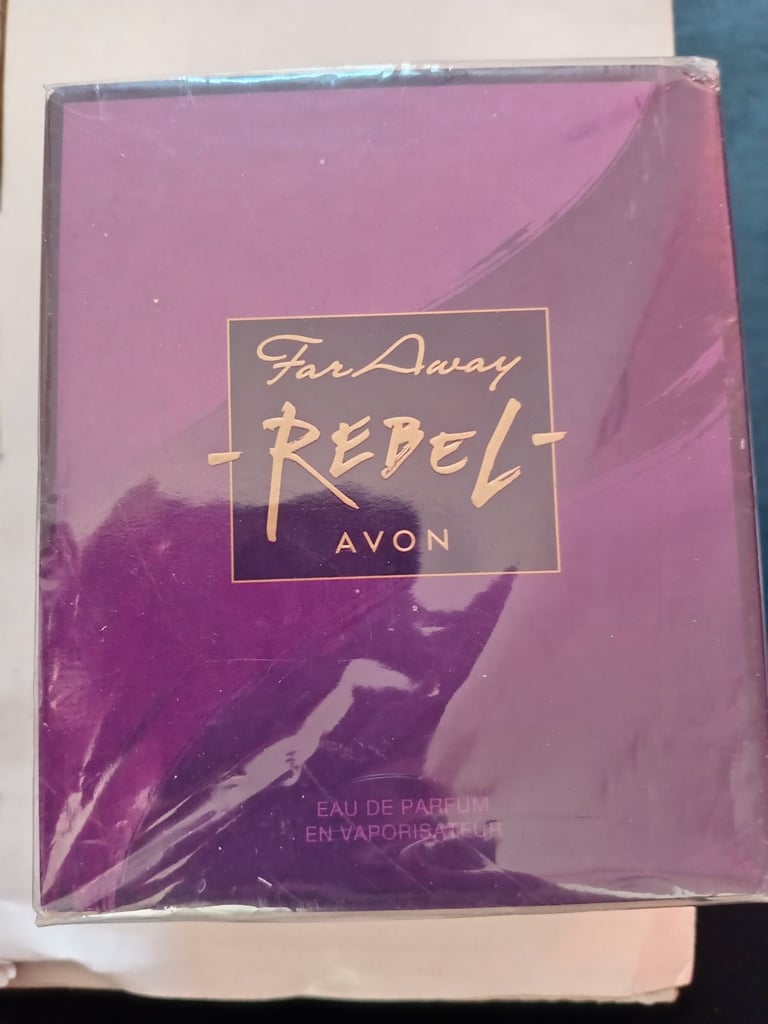 Far Away
-REBEL-
AVON
EAU DE PARFUM
EN VAPORISATEUR